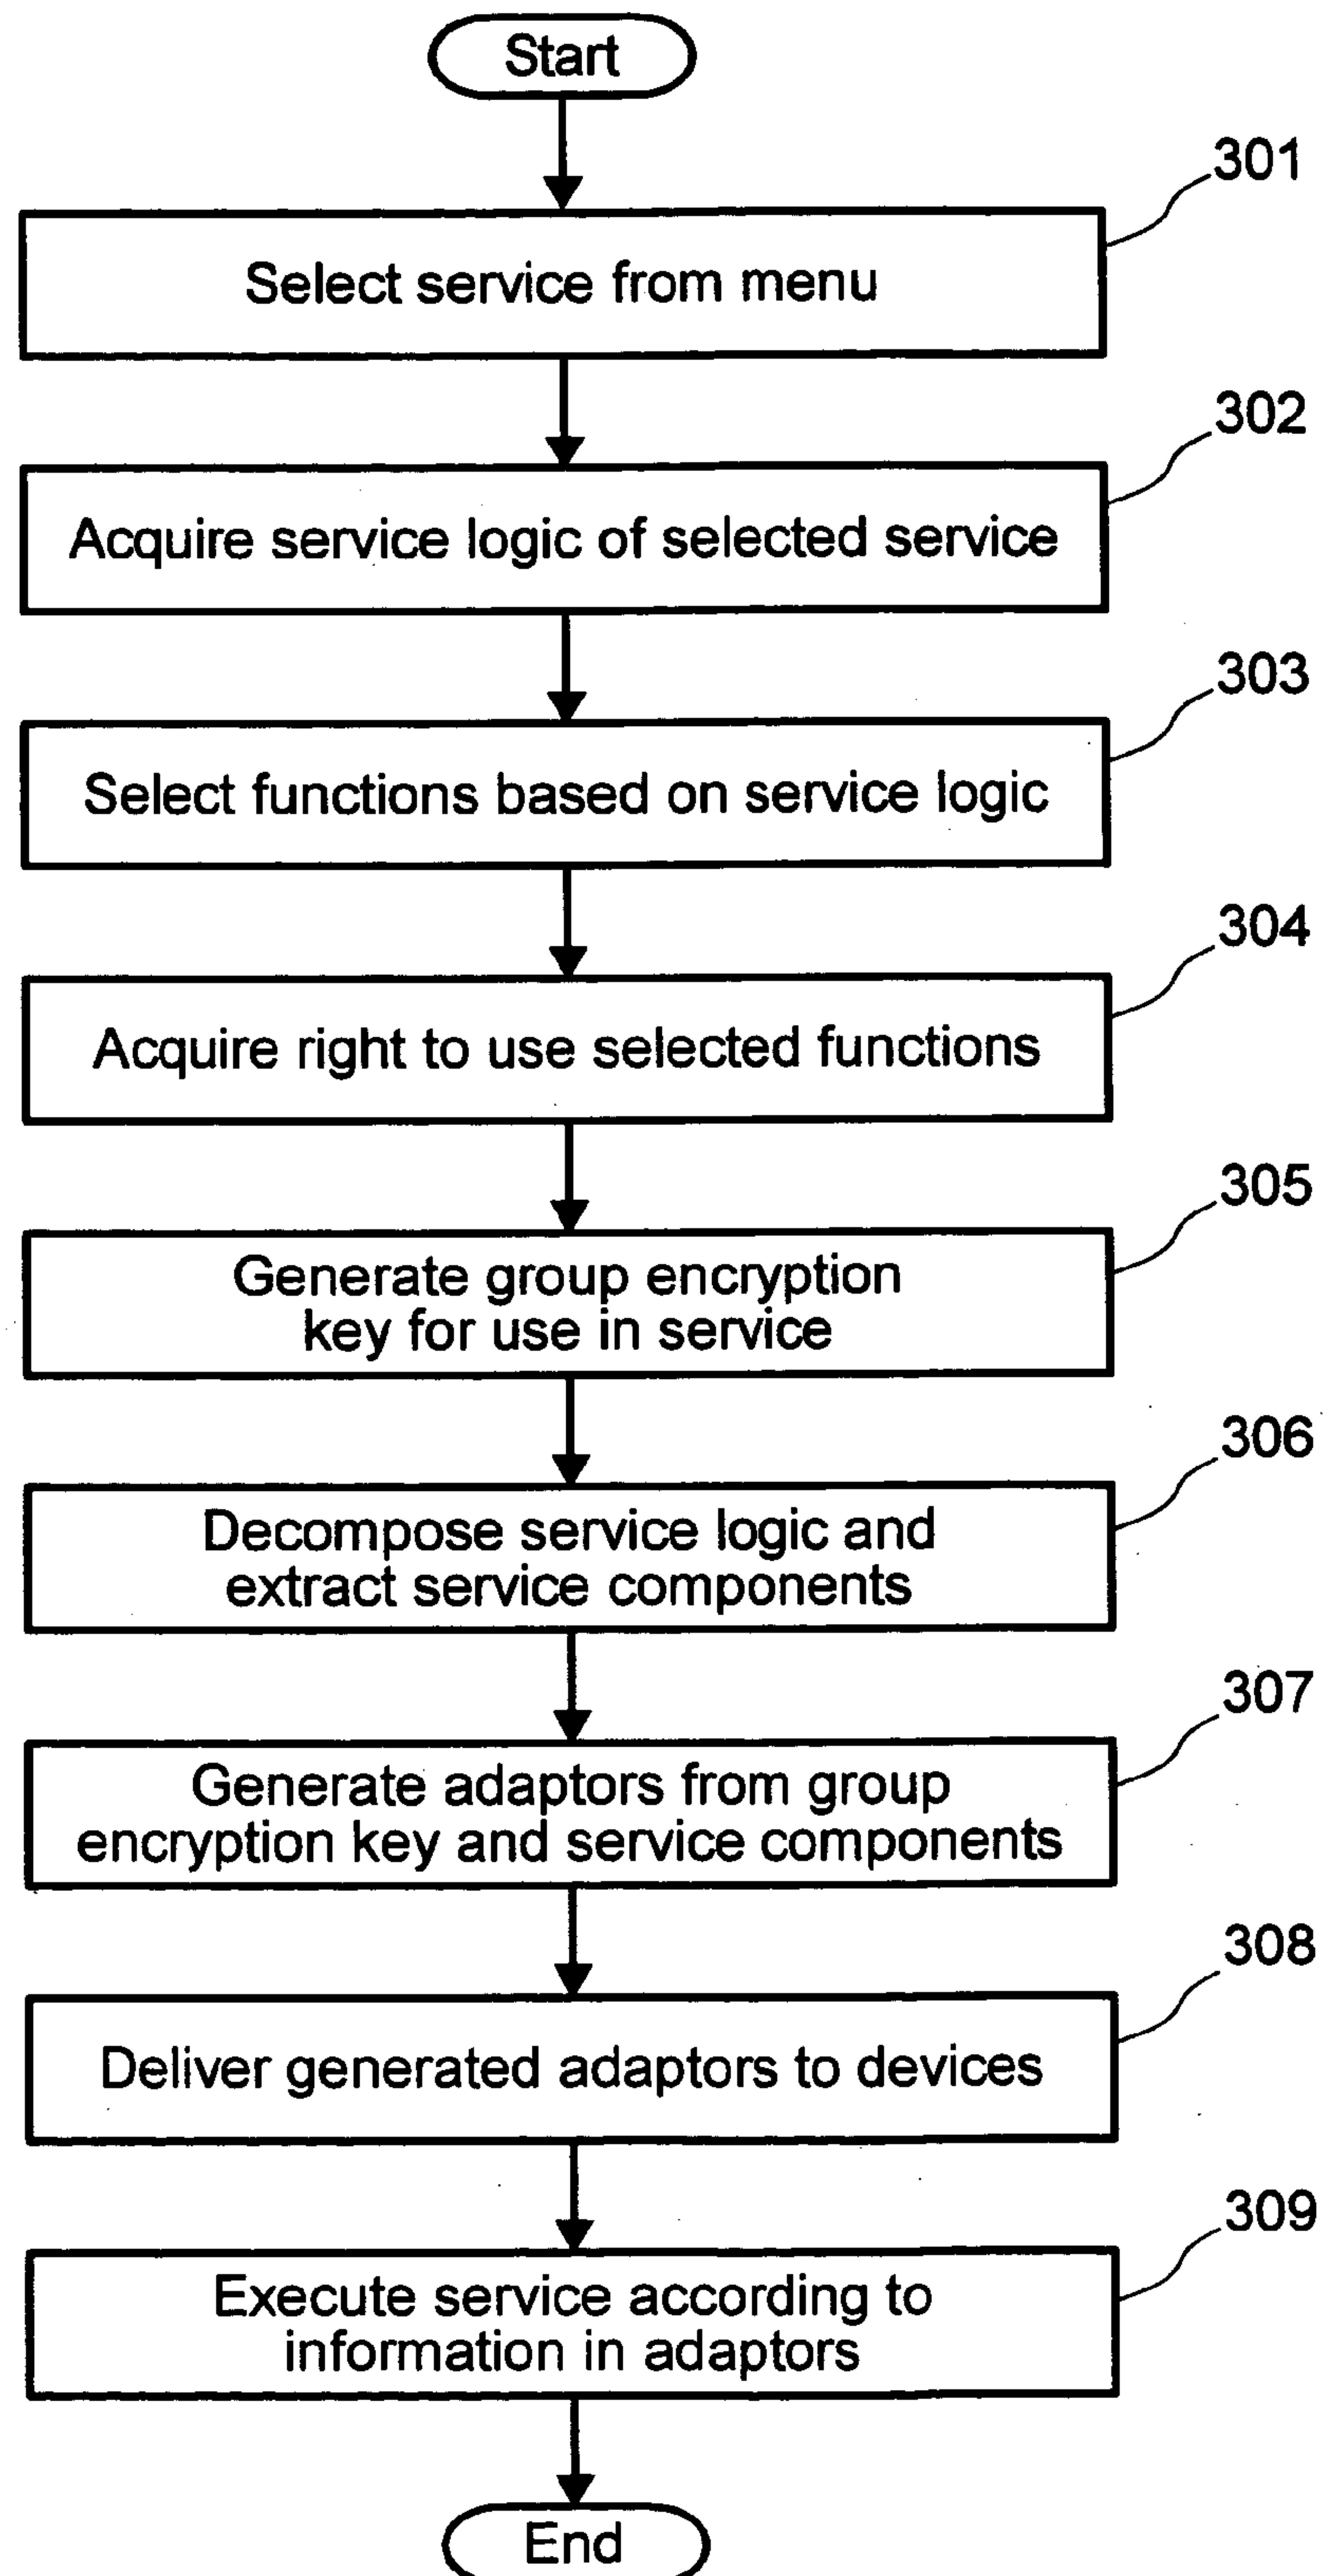 Start
301
Select service from menu
302
Acquire service logic of selected service
303
Select functions based on service logic
304
Acquire right to use selected functions
305
Generate group encryption
key for use in service
306
Decompose service logic and
extract service components
307
Generate adaptors from group
encryption key and service components
308
Deliver generated adaptors to devices
309
Execute service according to
information in adaptors
End